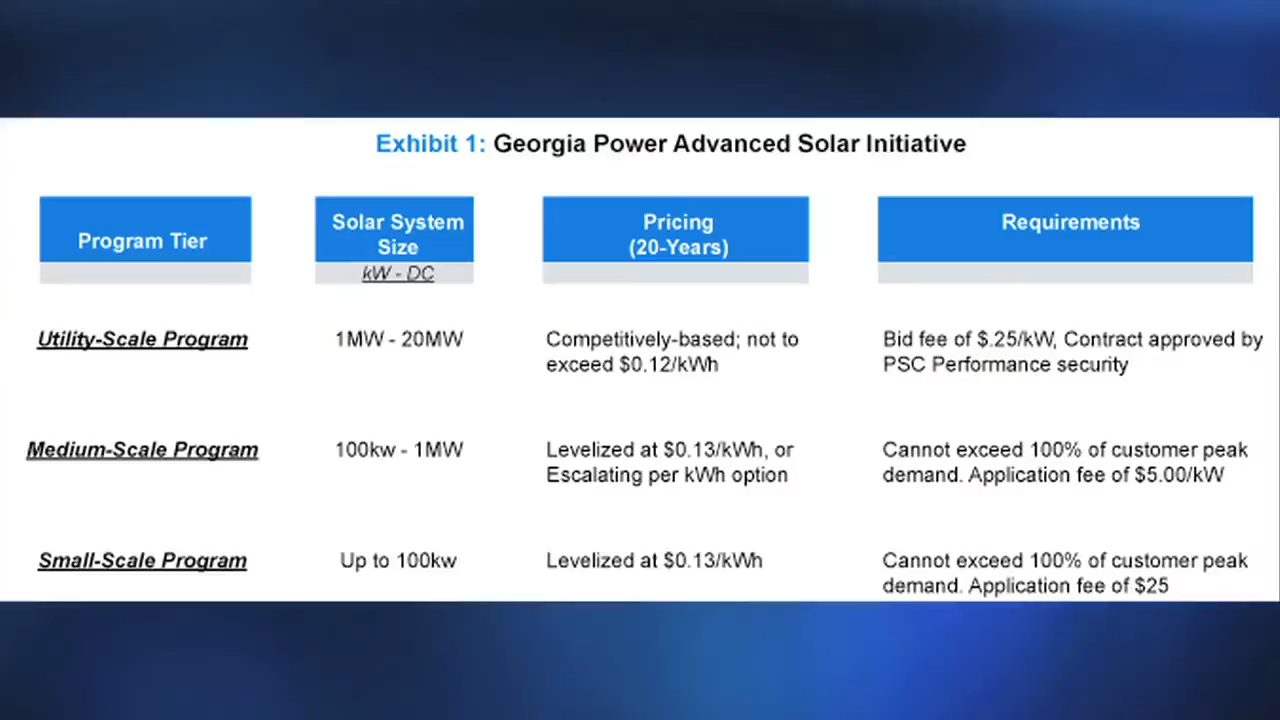 Exhibit 1: Georgia Power Advanced Solar Initiative
Program Tier
Solar System
Size
kW - DC
Pricing
(20-Years)
Requirements
Utility-Scale Program
1MW - 20MW
Competitively-based; not to
exceed $0.12/kWh
Bid fee of $.25/kW, Contract approved by
PSC Performance security
Medium-Scale Program
100kw - 1MW
Levelized at $0.13/kWh, or
Escalating per kWh option
Cannot exceed 100% of customer peak
demand. Application fee of $5.00/kW
Small-Scale Program
Up to 100kw
Levelized at $0.13/kWh
Cannot exceed 100% of customer peak
demand. Application fee of $25